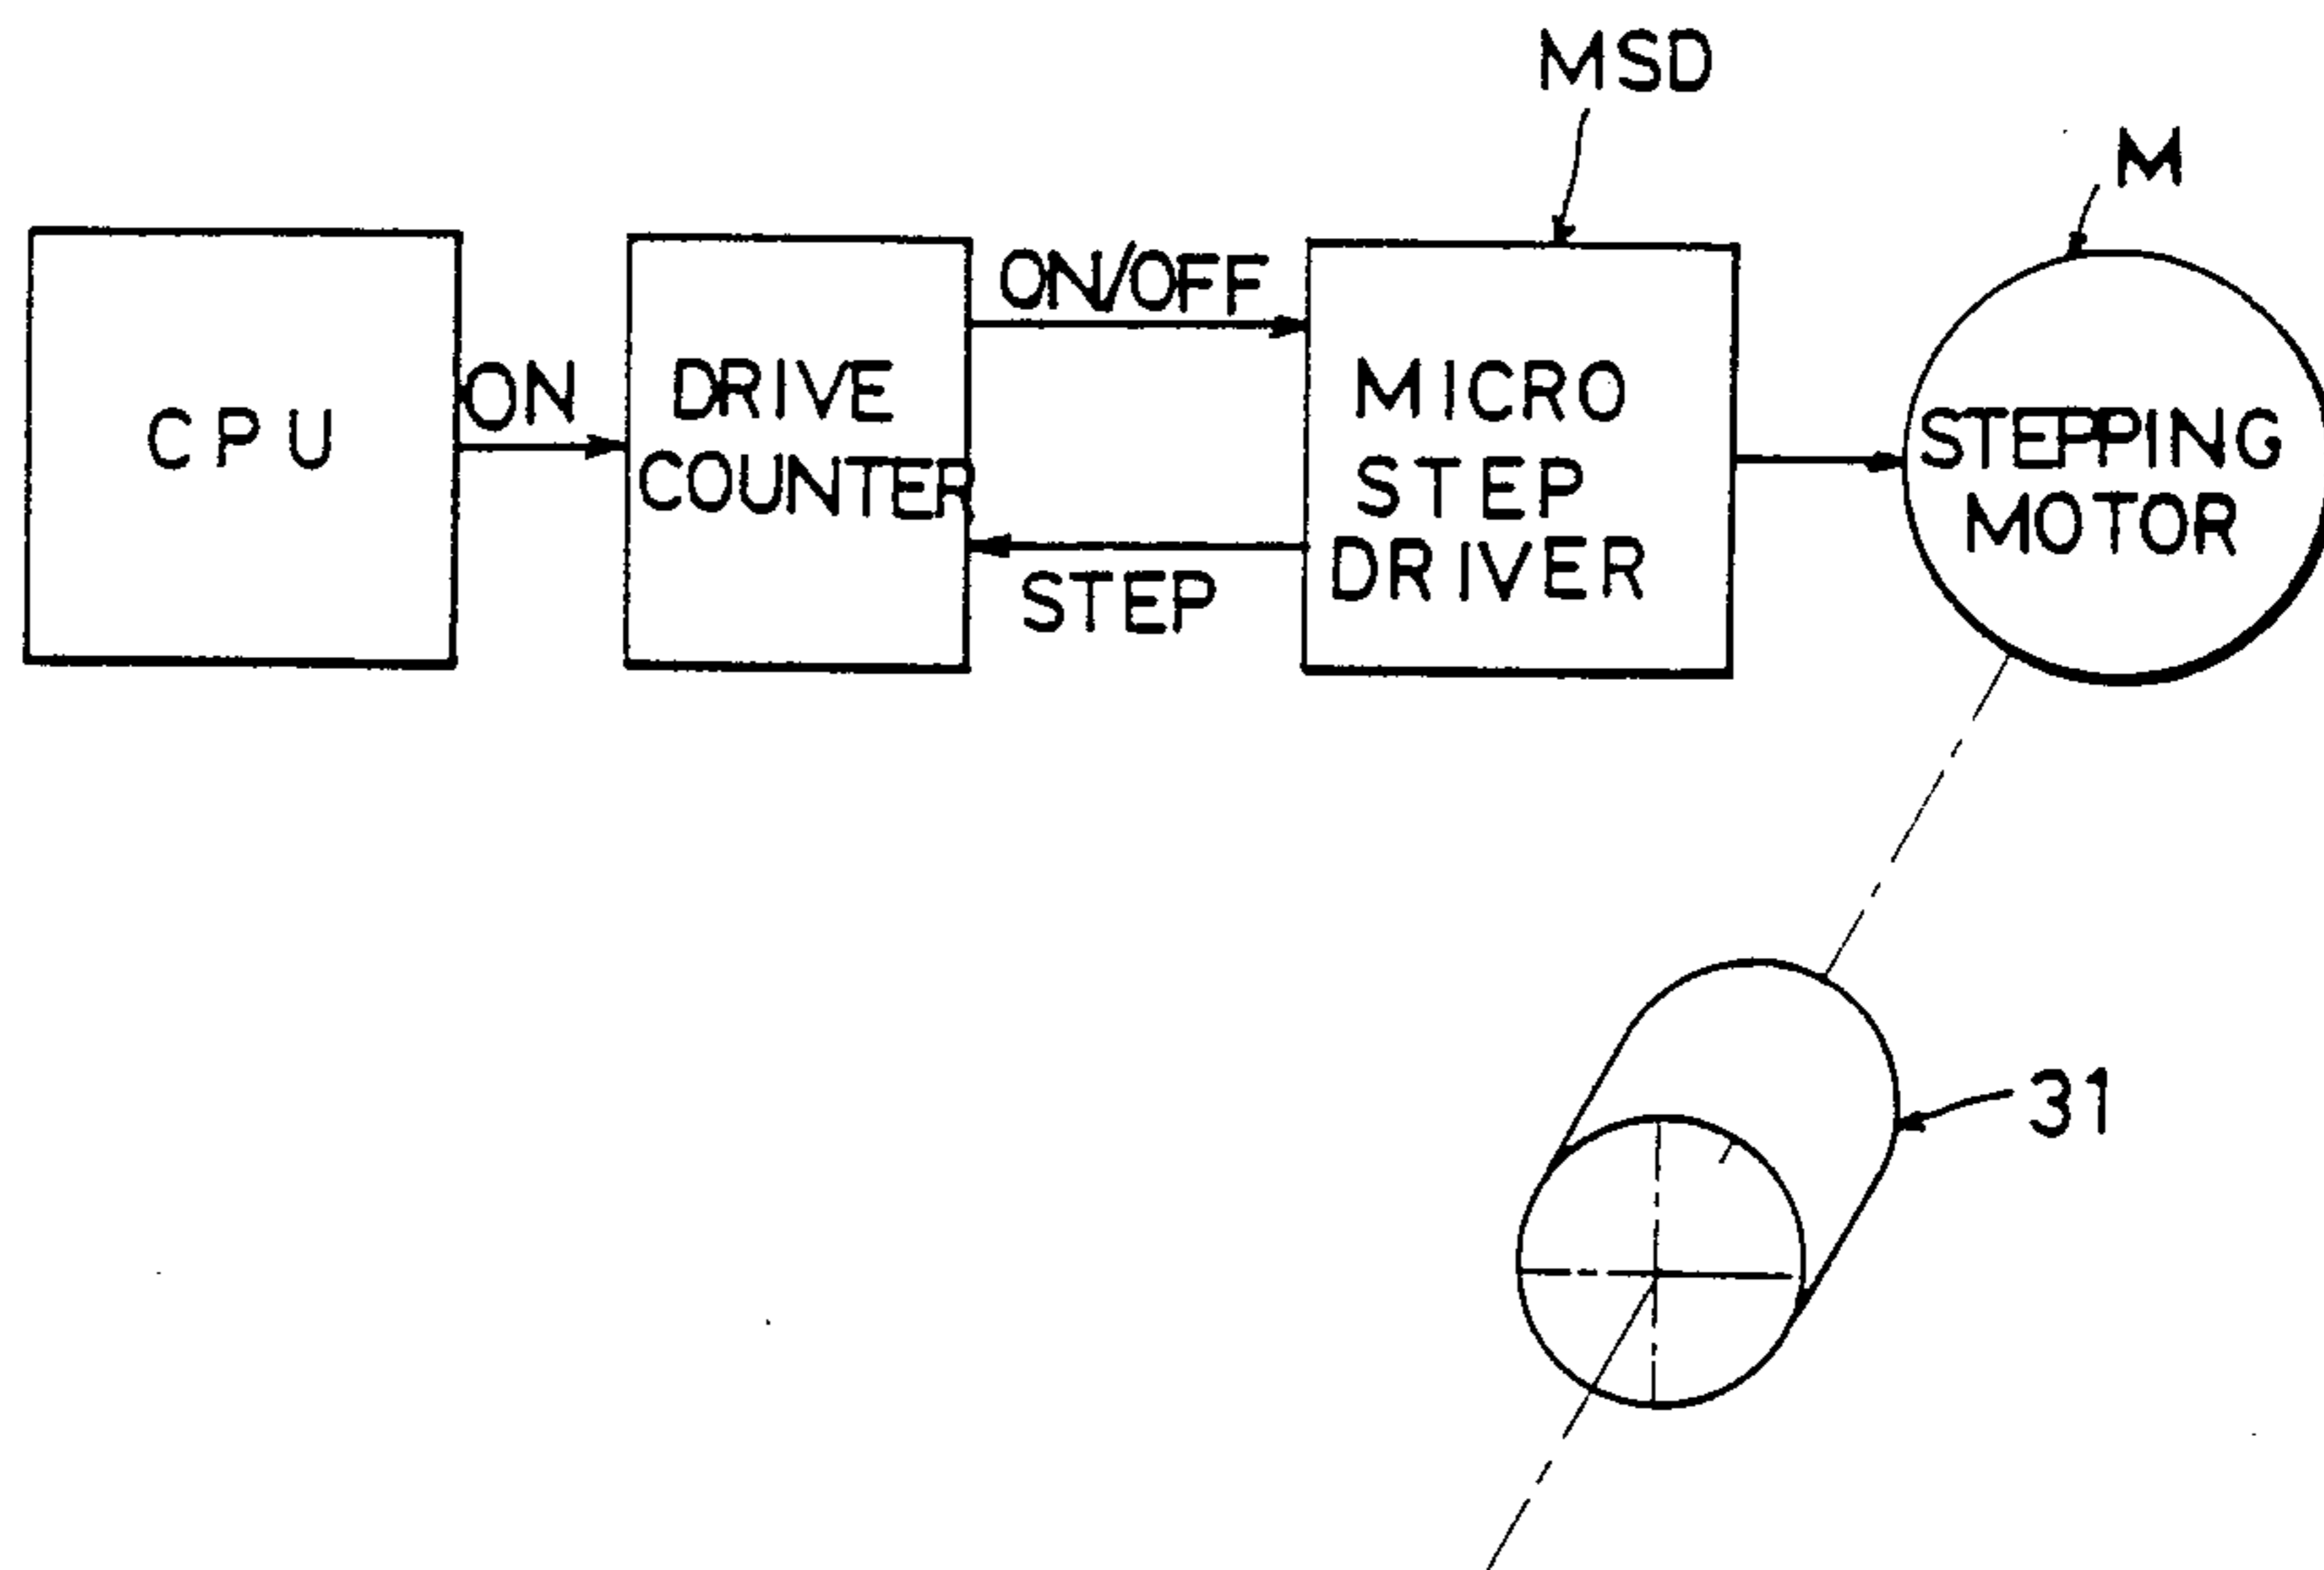 MSD
M
CPU
ON
DRIVE
COUNTER
ON/OFF
STEP
MICRO
STEP
DRIVER
STEPPING
MOTOR
31